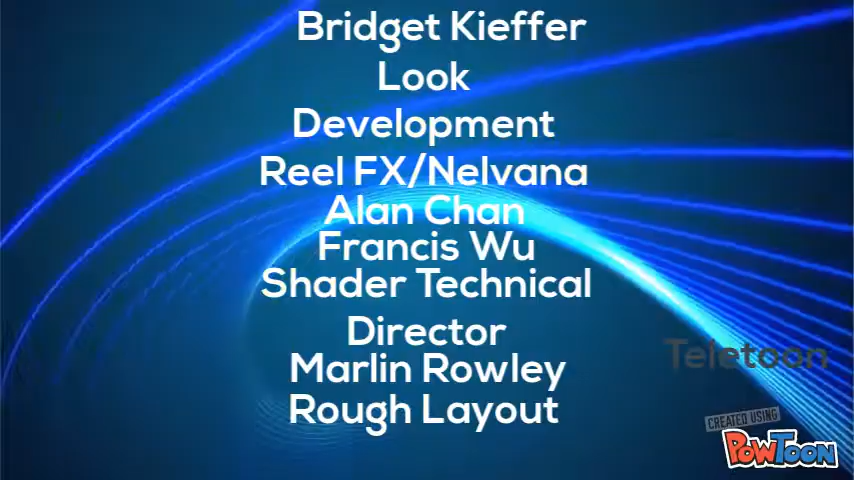 Bridget Kieffer
Look
Development
Reel FX/Nelvana
Alan Chan
Francis Wu
Shader Technical
Director
Marlin Rowley
Rough Layout
Teletoon
CREATED USING
POWTOON